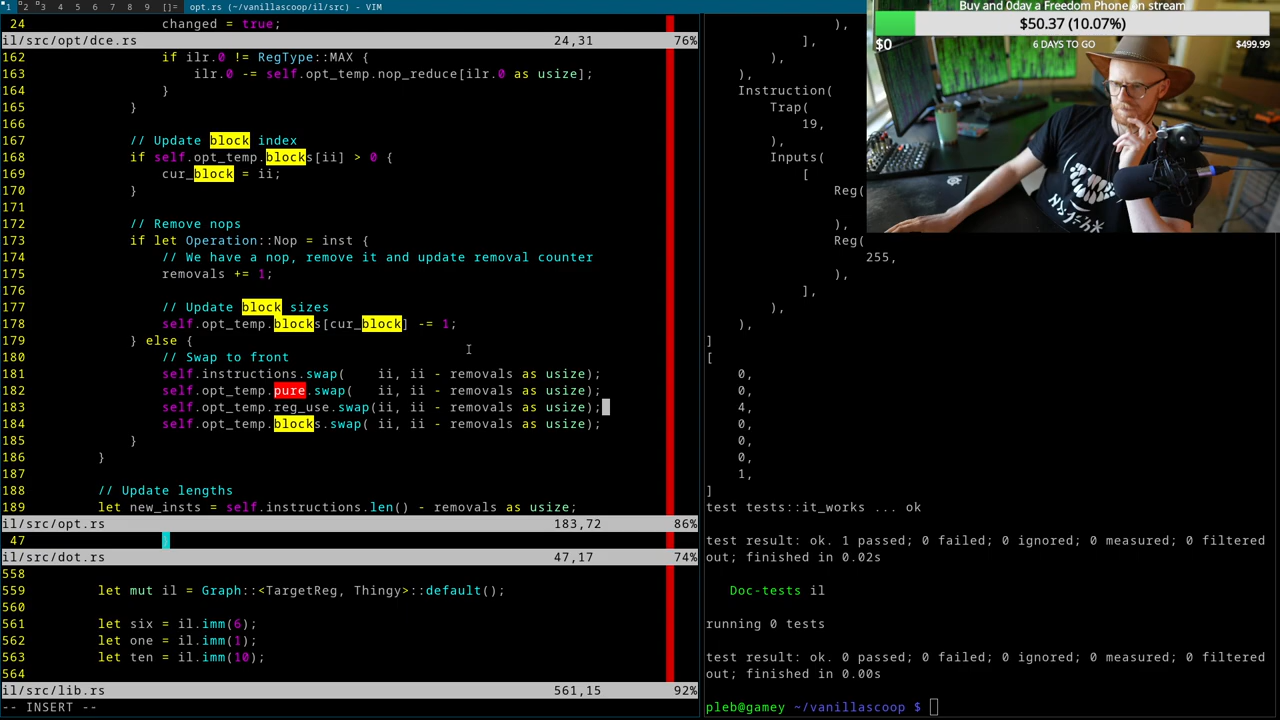 1 2 3 4 5 6 7 8 9 []= opt.rs (~/vanillascoop/il/src) - VIM
24 changed = true;
il/src/opt/dce.rs 24,31 76%
162 if ilr.0 != RegType::MAX {
163 ilr.0 -= self.opt_temp.nop_reduce[ilr.0 as usize];
164 }
165 }
166
167 // Update block index
168 if self.opt_temp.blocks[ii] > 0 {
169 cur_block = ii;
170 }
171
172 // Remove nops
173 if let Operation::Nop = inst {
174 // We have a nop, remove it and update removal counter
175 removals += 1;
176
177 // Update block sizes
178 self.opt_temp.blocks[cur_block] -= 1;
179 } else {
180 // Swap to front
181 self.instructions.swap( ii, ii - removals as usize);
182 self.opt_temp.pure.swap( ii, ii - removals as usize);
183 self.opt_temp.reg_use.swap(ii, ii - removals as usize);
184 self.opt_temp.blocks.swap( ii, ii - removals as usize);
185 }
186 }
187
188 // Update lengths
189 let new_insts = self.instructions.len() - removals as usize;
il/src/opt.rs 183,72 86%
47 }
il/src/dot.rs 47,17 74%
558
559 let mut il = Graph::<TargetReg, Thingy>::default();
560
561 let six = il.imm(6);
562 let one = il.imm(1);
563 let ten = il.imm(10);
564
il/src/lib.rs 561,15 92%
-- INSERT --
),
],
),
),
Instruction(
Trap(
19,
),
Inputs(
[
Reg(
),
Reg(
255,
),
],
),
),
]
[
0,
0,
4,
0,
0,
0,
1,
]
test tests::it_works ... ok
test result: ok. 1 passed; 0 failed; 0 ignored; 0 measured; 0 filtered
out; finished in 0.02s
Doc-tests il
running 0 tests
test result: ok. 0 passed; 0 failed; 0 ignored; 0 measured; 0 filtered
out; finished in 0.00s
pleb@gamey ~/vanillascoop $
Buy and 0day a Freedom Phone on stream
$50.37 (10.07%)
$0 6 DAYS TO GO $499.99